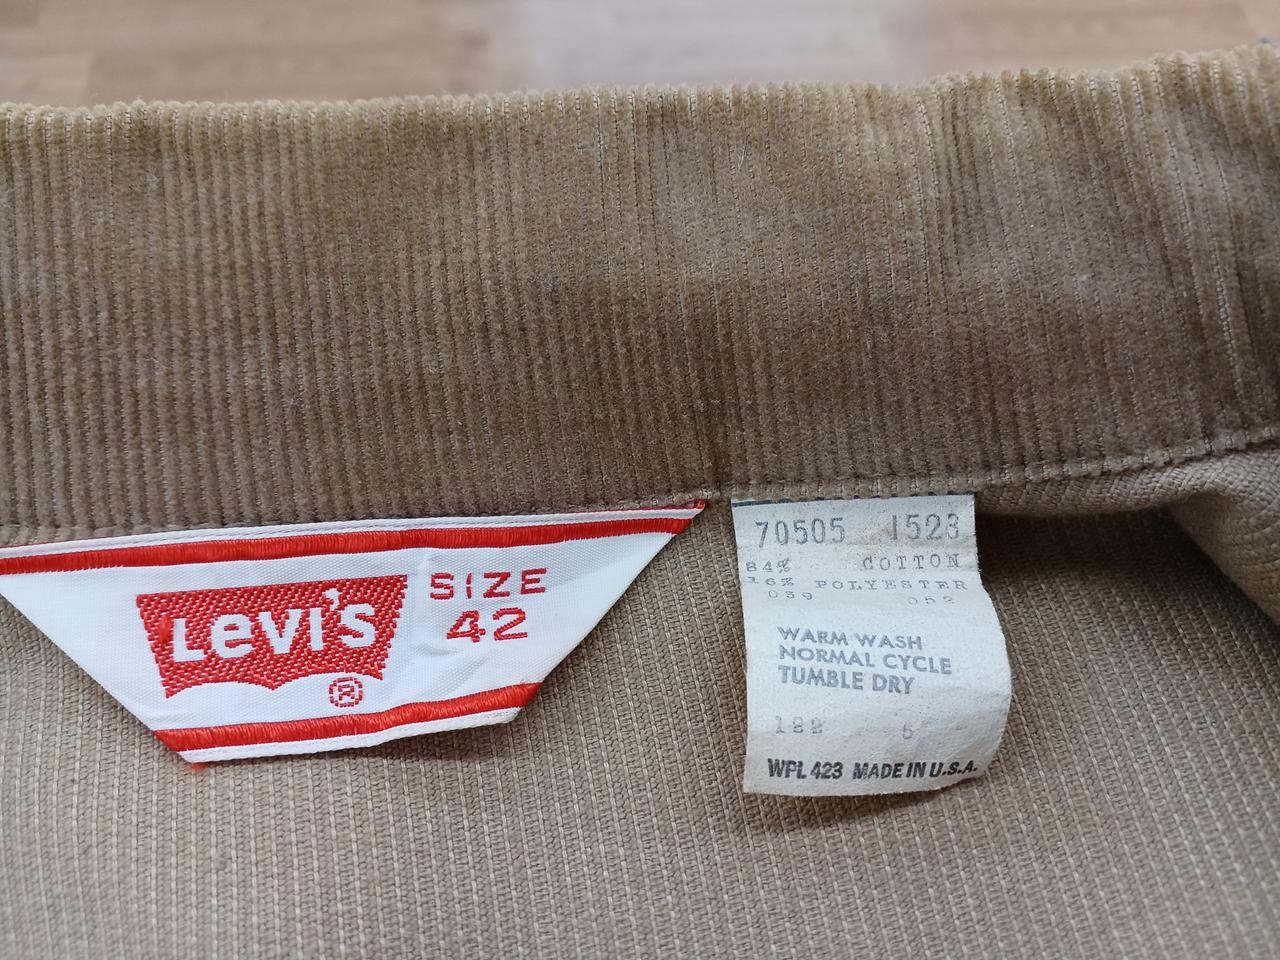 Levi's
®
SIZE
42
70505 1523
84% COTTON
16% POLYESTER
039 052
WARM WASH
NORMAL CYCLE
TUMBLE DRY
122 5
WPL 423 MADE IN U.S.A.